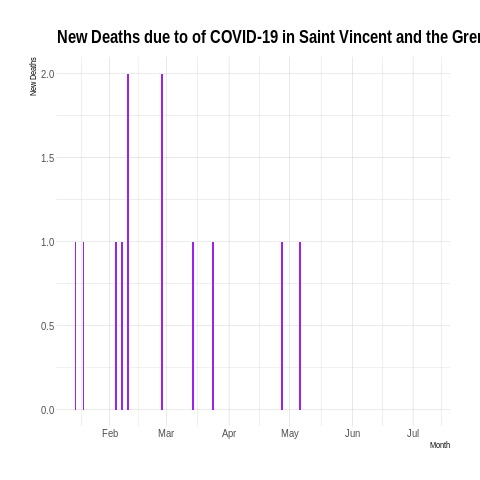 New Deaths due to of COVID-19 in Saint Vincent and the Gren
New Deaths
2.0
1.5
1.0
0.5
0.0
Feb Mar Apr May Jun Jul
Month